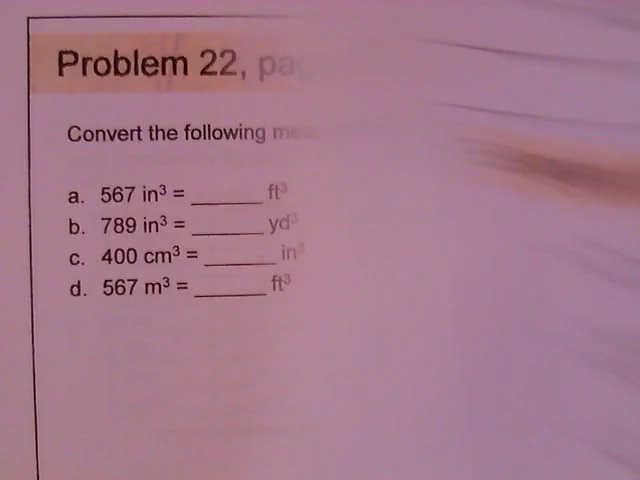 Problem 22,
Convert the following
a. 567 in³ = ______ ft³
b. 789 in³ = ______ yd³
c. 400 cm³ = ______ in³
d. 567 m³ = ______ ft³